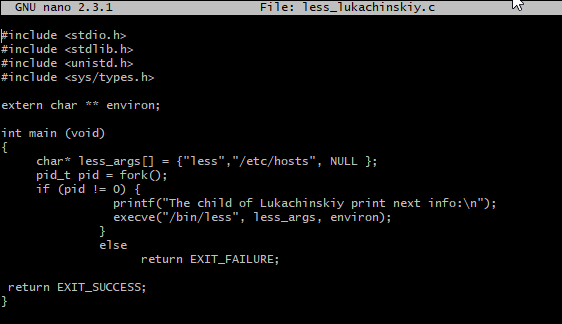 GNU nano 2.3.1 File: less_lukachinskiy.c
#include <stdio.h>
#include <stdlib.h>
#include <unistd.h>
#include <sys/types.h>
extern char ** environ;
int main (void)
{
char* less_args[] = {"less","/etc/hosts", NULL };
pid_t pid = fork();
if (pid != 0) {
printf("The child of Lukachinskiy print next info:\n");
execve("/bin/less", less_args, environ);
}
else
return EXIT_FAILURE;
return EXIT_SUCCESS;
}